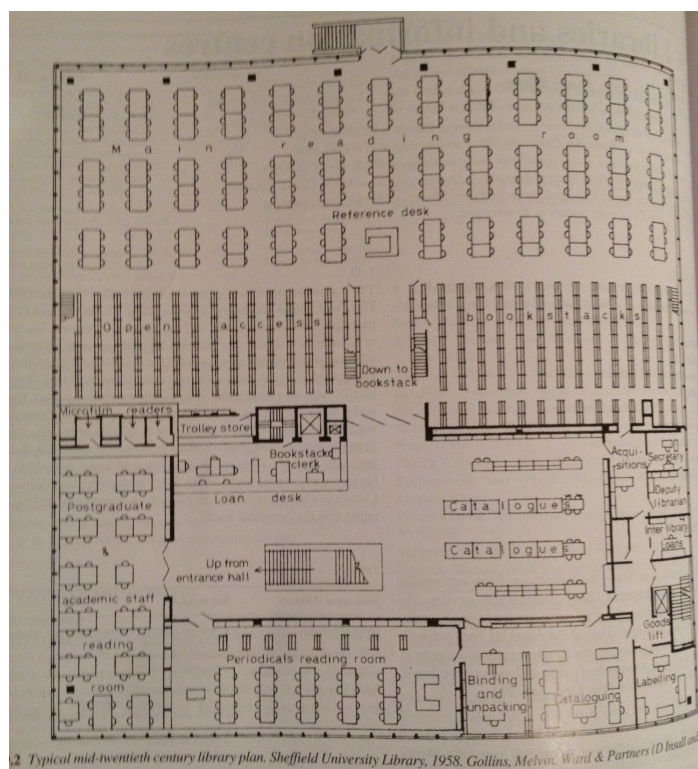 Libraries and information centres
Main reading room
Reference desk
Open access bookstacks
Down to
bookstack
Microfilm readers
Trolley store
Bookstack
clerk
Loan desk
Acqui-
sitions
Secretary
Deputy
librarian
Inter library
loans
Catalogues
Catalogues
Postgraduate
&
academic staff
reading
room
Up from
entrance hall
Goods
lift
Periodicals reading room
Binding
and
unpacking
Cataloguing
Labelling
.2 Typical mid-twentieth century library plan. Sheffield University Library, 1958. Gollins, Melvin, Ward & Partners (D Insall and